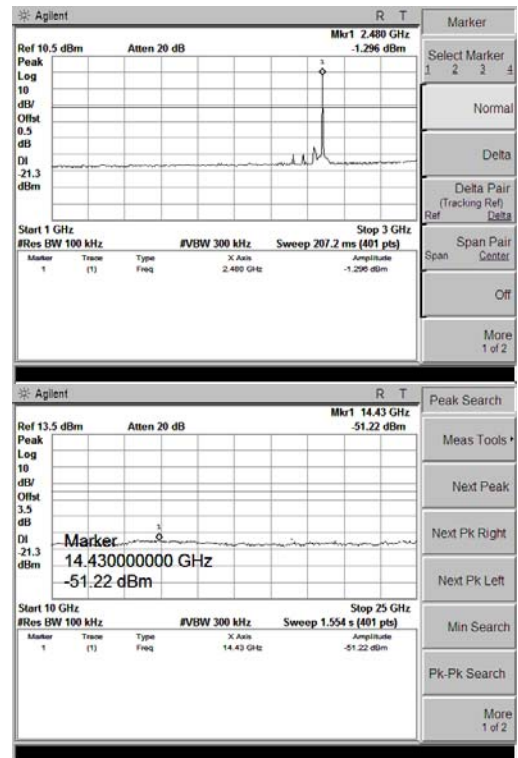 Agilent R T
Mkr1 2.480 GHz
Ref 10.5 dBm Atten 20 dB -1.296 dBm
Peak
Log
10
dB/
Offst
0.5
dB
DI
-21.3
dBm
1
Start 1 GHz Stop 3 GHz
#Res BW 100 kHz #VBW 300 kHz Sweep 207.2 ms (401 pts)
Marker Trace Type X Axis Amplitude
1 (1) Freq 2.480 GHz -1.296 dBm
Marker
Select Marker
1 2 3 4
Normal
Delta
Delta Pair
(Tracking Ref)
Ref Delta
Span Pair
Span Center
Off
More
1 of 2
Agilent R T
Mkr1 14.43 GHz
Ref 13.5 dBm Atten 20 dB -51.22 dBm
Peak
Log
10
dB/
Offst
3.5
dB
DI
-21.3
dBm
1
Marker
14.430000000 GHz
-51.22 dBm
Start 10 GHz Stop 25 GHz
#Res BW 100 kHz #VBW 300 kHz Sweep 1.554 s (401 pts)
Marker Trace Type X Axis Amplitude
1 (1) Freq 14.43 GHz -51.22 dBm
Peak Search
Meas Tools
Next Peak
Next Pk Right
Next Pk Left
Min Search
Pk-Pk Search
More
1 of 2